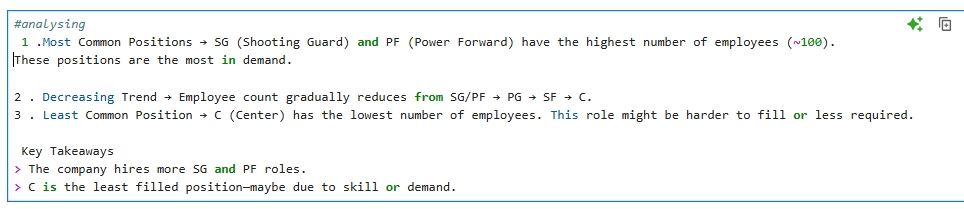 #analysing
1 .Most Common Positions → SG (Shooting Guard) and PF (Power Forward) have the highest number of employees (~100).
These positions are the most in demand.
2 . Decreasing Trend → Employee count gradually reduces from SG/PF → PG → SF → C.
3 . Least Common Position → C (Center) has the lowest number of employees. This role might be harder to fill or less required.
Key Takeaways
> The company hires more SG and PF roles.
> C is the least filled position—maybe due to skill or demand.